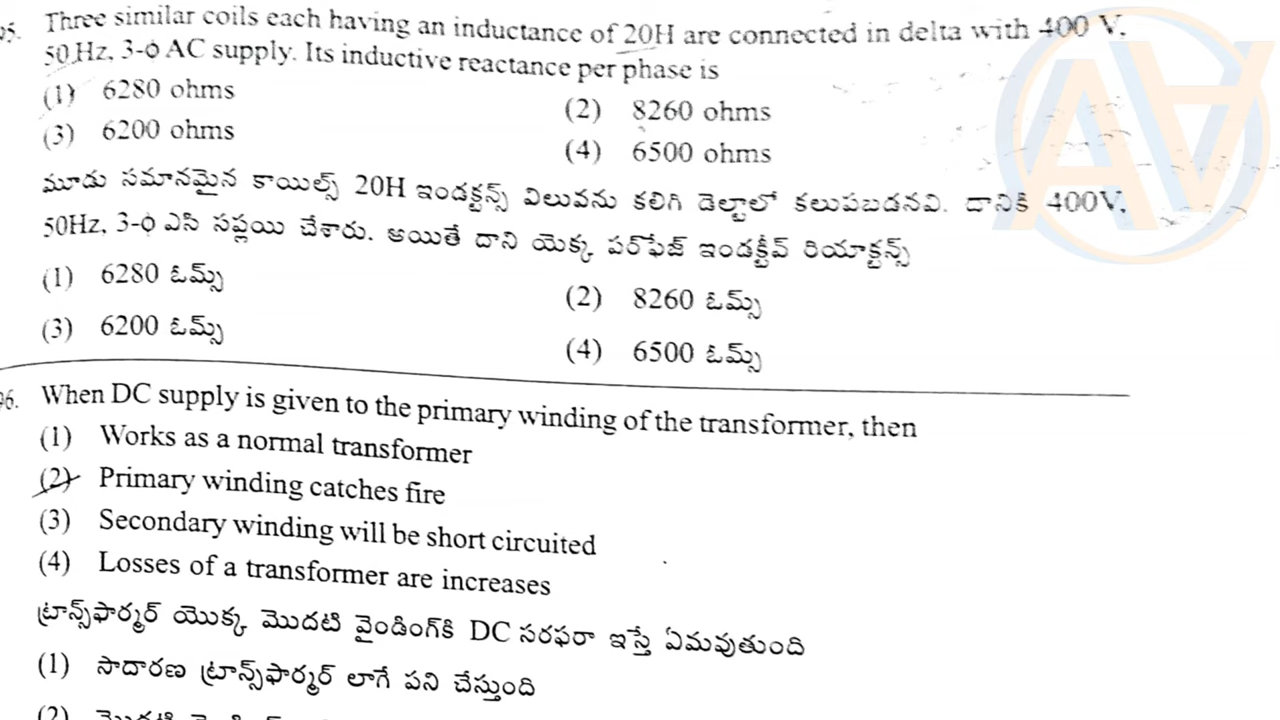 95. Three similar coils each having an inductance of 20H are connected in delta with 400 V,
50 Hz, 3-ϕ AC supply. Its inductive reactance per phase is
(1) 6280 ohms
(2) 8260 ohms
(3) 6200 ohms
(4) 6500 ohms
మూడు సమానమైన కాయిల్స్ 20H ఇండక్టన్స్ విలువను కలిగి డెల్టాలో కలుపబడనవి. దానికి 400V,
50Hz, 3-ϕ ఎసి సప్లయి చేశారు. అయితే దాని యొక్క పర్‌ఫేజ్ ఇండక్టీవ్ రియాక్టన్స్
(1) 6280 ఓమ్స్
(2) 8260 ఓమ్స్
(3) 6200 ఓమ్స్
(4) 6500 ఓమ్స్
96. When DC supply is given to the primary winding of the transformer, then
(1) Works as a normal transformer
(2) Primary winding catches fire
(3) Secondary winding will be short circuited
(4) Losses of a transformer are increases
ట్రాన్స్‌ఫార్మర్ యొక్క మొదటి వైండింగ్‌కి DC సరఫరా ఇస్తే ఏమవుతుంది
(1) సాదారణ ట్రాన్స్‌ఫార్మర్ లాగే పని చేస్తుంది
(2)